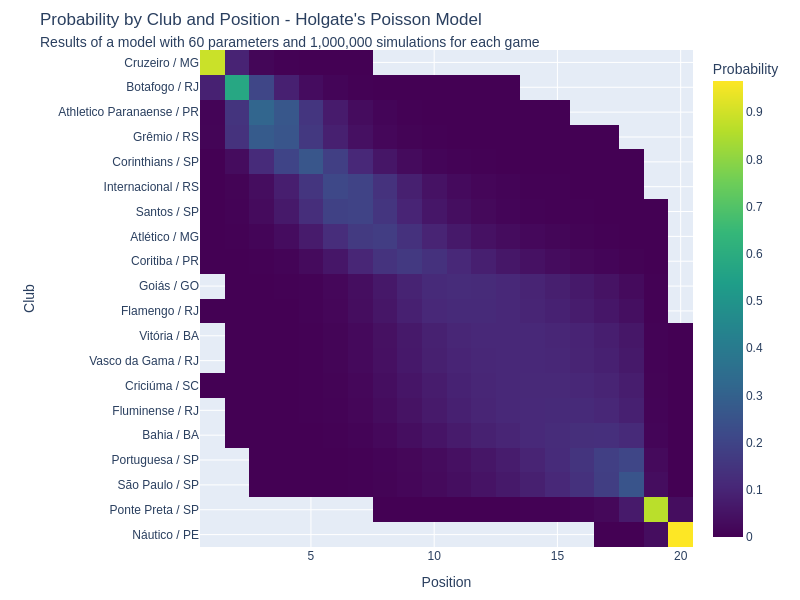 Probability by Club and Position - Holgate's Poisson Model
Results of a model with 60 parameters and 1,000,000 simulations for each game
Probability
Cruzeiro / MG
Botafogo / RJ
Athletico Paranaense / PR
Grêmio / RS
Corinthians / SP
Internacional / RS
Santos / SP
Atlético / MG
Coritiba / PR
Goiás / GO
Flamengo / RJ
Vitória / BA
Vasco da Gama / RJ
Criciúma / SC
Fluminense / RJ
Bahia / BA
Portuguesa / SP
São Paulo / SP
Ponte Preta / SP
Náutico / PE
Club
5
10
15
20
Position
0.9
0.8
0.7
0.6
0.5
0.4
0.3
0.2
0.1
0